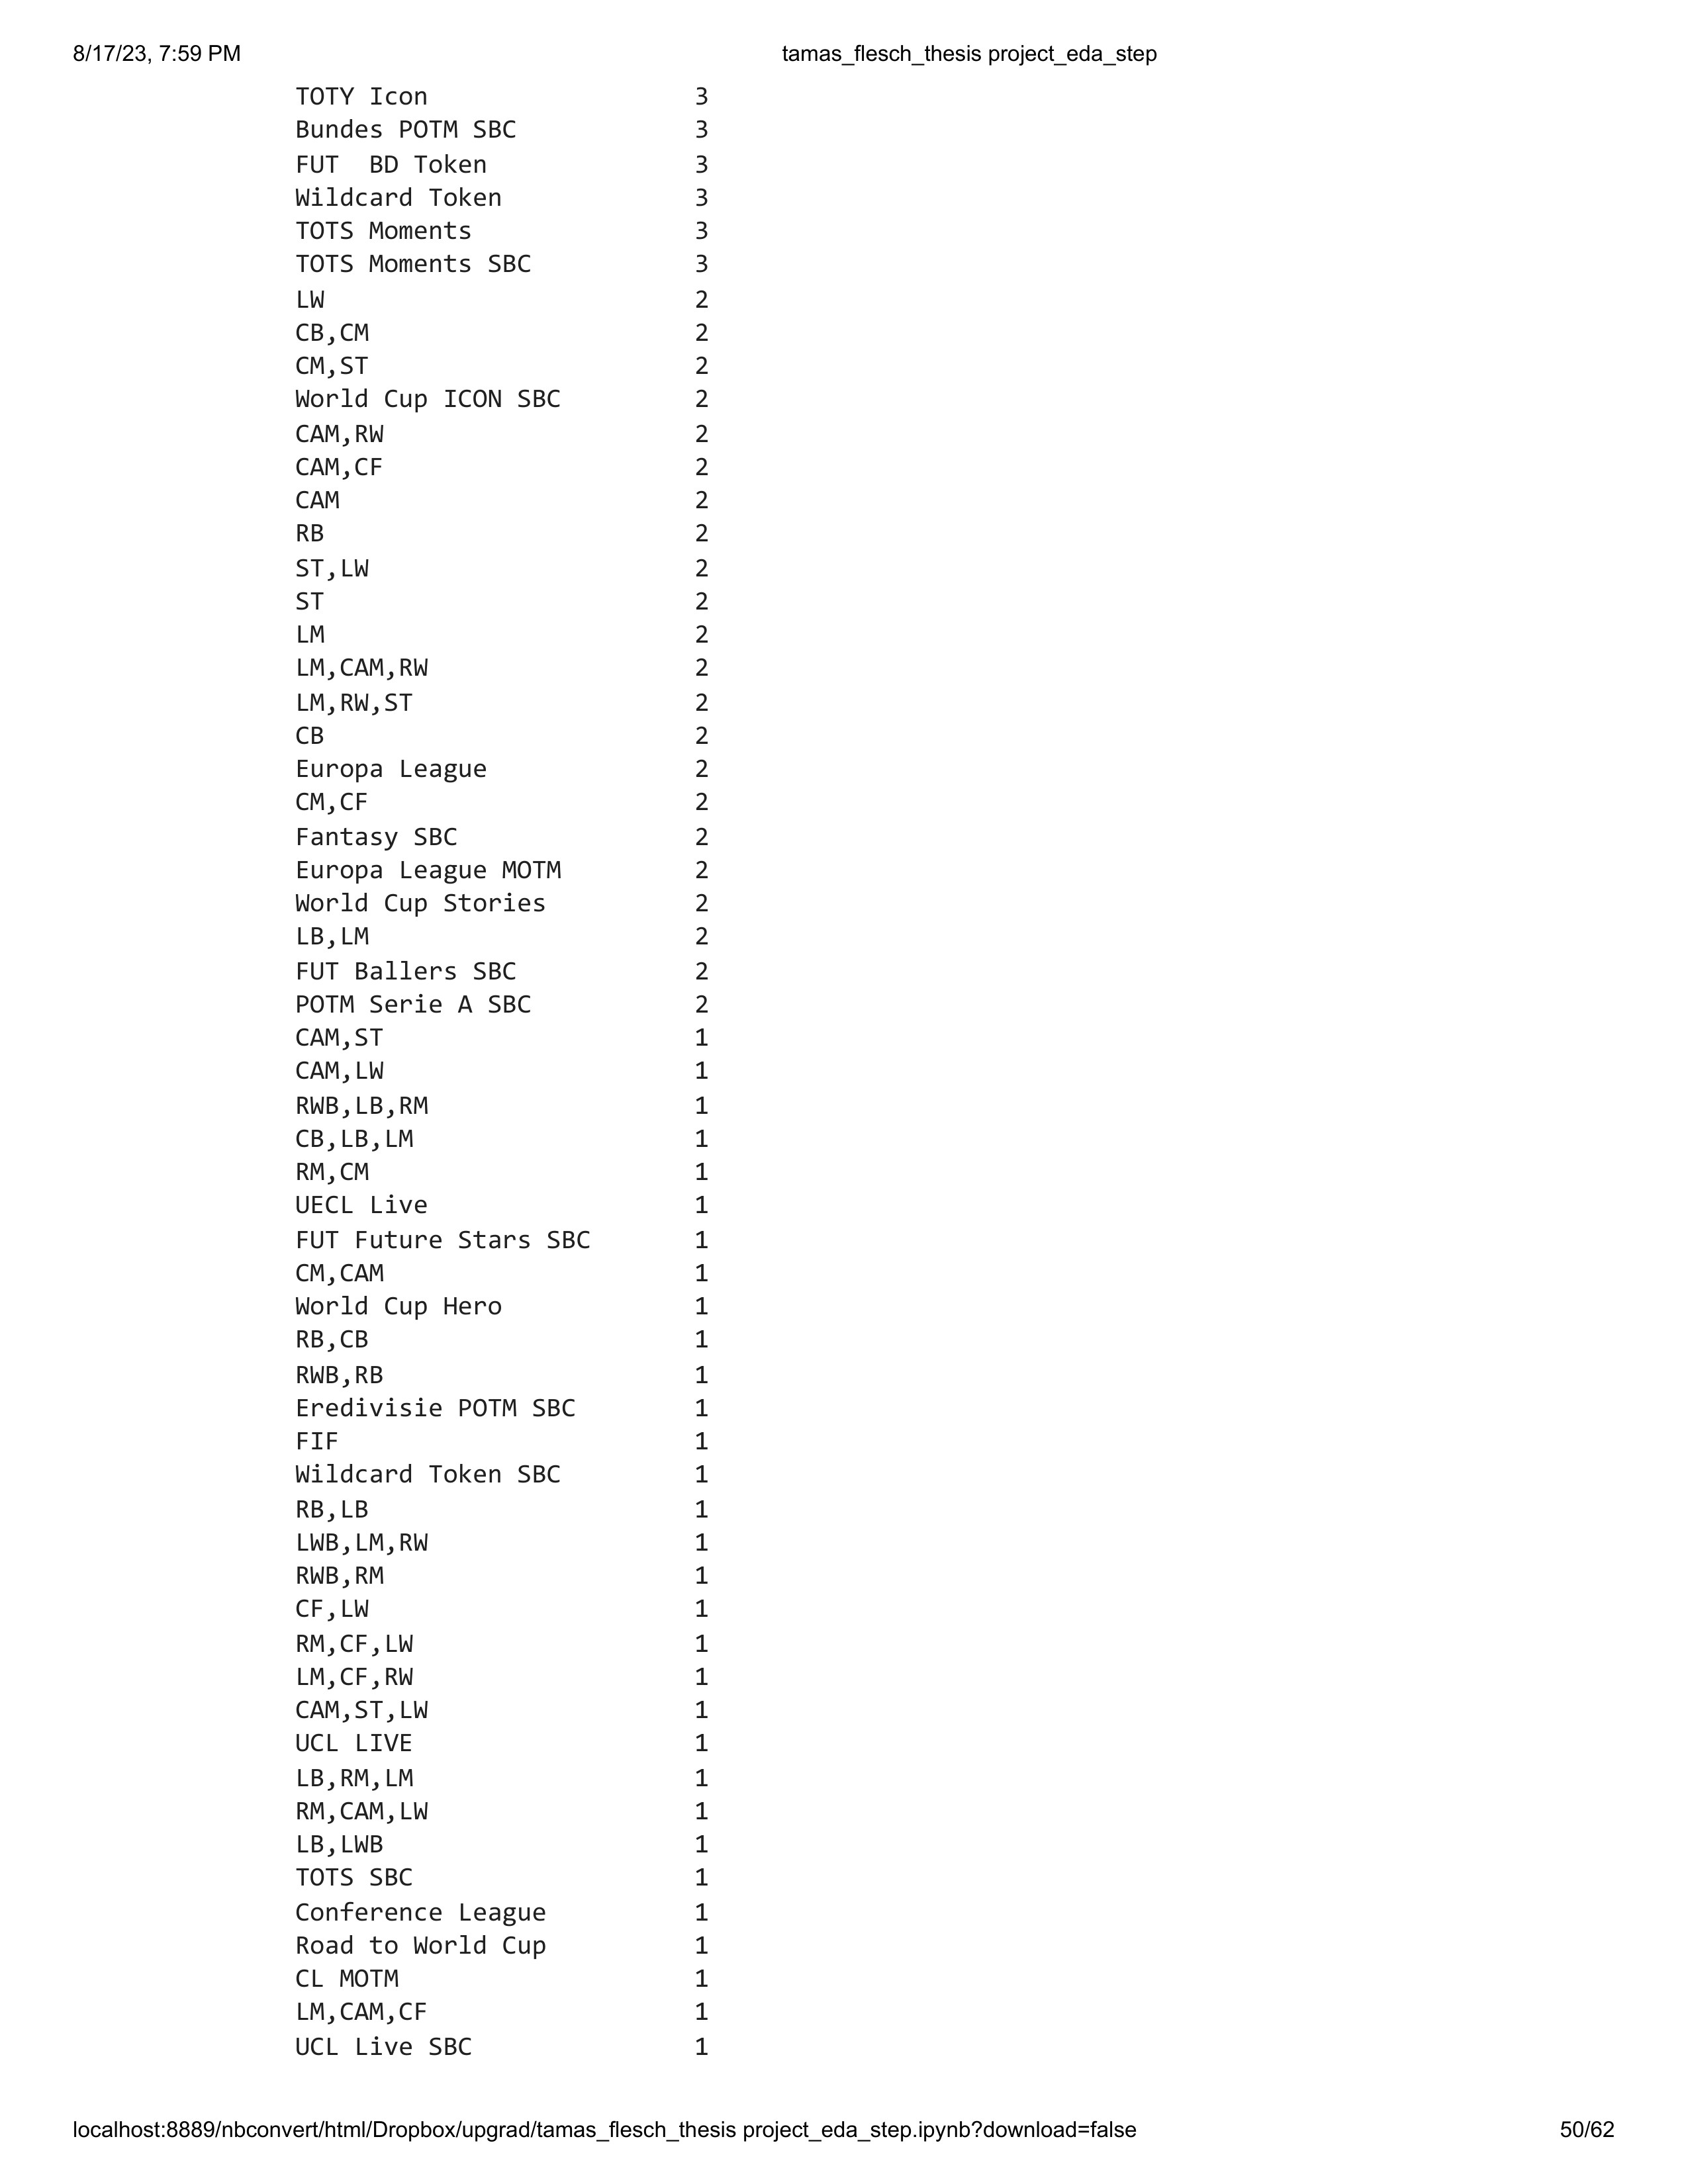 8/17/23, 7:59 PM tamas_flesch_thesis project_eda_step
TOTY Icon 3
Bundes POTM SBC 3
FUT  BD Token 3
Wildcard Token 3
TOTS Moments 3
TOTS Moments SBC 3
LW 2
CB,CM 2
CM,ST 2
World Cup ICON SBC 2
CAM,RW 2
CAM,CF 2
CAM 2
RB 2
ST,LW 2
ST 2
LM 2
LM,CAM,RW 2
LM,RW,ST 2
CB 2
Europa League 2
CM,CF 2
Fantasy SBC 2
Europa League MOTM 2
World Cup Stories 2
LB,LM 2
FUT Ballers SBC 2
POTM Serie A SBC 2
CAM,ST 1
CAM,LW 1
RWB,LB,RM 1
CB,LB,LM 1
RM,CM 1
UECL Live 1
FUT Future Stars SBC 1
CM,CAM 1
World Cup Hero 1
RB,CB 1
RWB,RB 1
Eredivisie POTM SBC 1
FIF 1
Wildcard Token SBC 1
RB,LB 1
LWB,LM,RW 1
RWB,RM 1
CF,LW 1
RM,CF,LW 1
LM,CF,RW 1
CAM,ST,LW 1
UCL LIVE 1
LB,RM,LM 1
RM,CAM,LW 1
LB,LWB 1
TOTS SBC 1
Conference League 1
Road to World Cup 1
CL MOTM 1
LM,CAM,CF 1
UCL Live SBC 1
localhost:8889/nbconvert/html/Dropbox/upgrad/tamas_flesch_thesis project_eda_step.ipynb?download=false 50/62